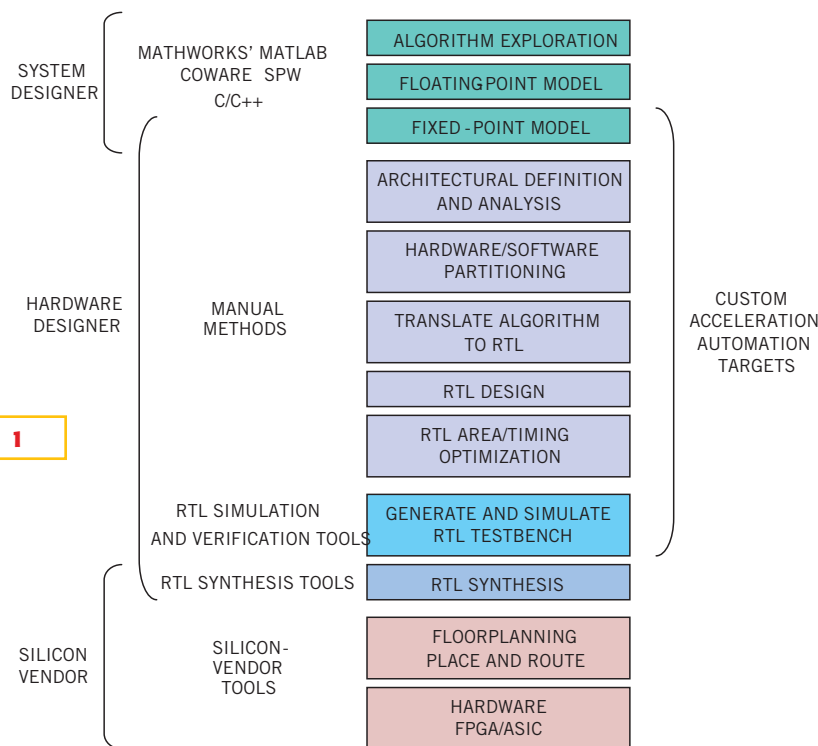 SYSTEM
DESIGNER
MATHWORKS' MATLAB
COWARE SPW
C/C++
ALGORITHM EXPLORATION
FLOATINGPOINT MODEL
FIXED-POINT MODEL
HARDWARE
DESIGNER
MANUAL
METHODS
ARCHITECTURAL DEFINITION
AND ANALYSIS
HARDWARE/SOFTWARE
PARTITIONING
TRANSLATE ALGORITHM
TO RTL
RTL DESIGN
RTL AREA/TIMING
OPTIMIZATION
CUSTOM
ACCELERATION
AUTOMATION
TARGETS
1
RTL SIMULATION
AND VERIFICATION TOOLS
GENERATE AND SIMULATE
RTL TESTBENCH
RTL SYNTHESIS TOOLS
RTL SYNTHESIS
SILICON
VENDOR
SILICON-
VENDOR
TOOLS
FLOORPLANNING
PLACE AND ROUTE
HARDWARE
FPGA/ASIC